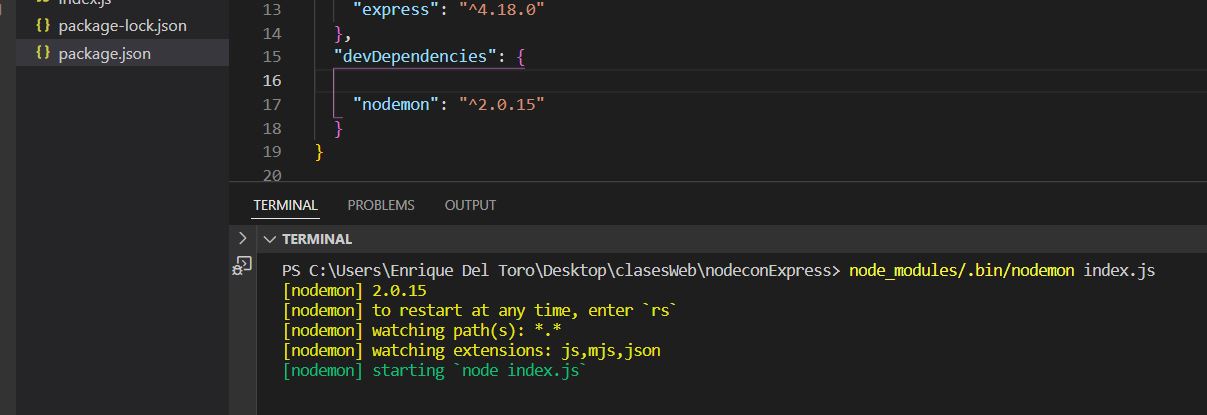 index.js
{} package-lock.json
{} package.json
13 "express": "^4.18.0"
14 },
15 "devDependencies": {
16
17 "nodemon": "^2.0.15"
18 }
19 }
20
TERMINAL PROBLEMS OUTPUT
TERMINAL
PS C:\Users\Enrique Del Toro\Desktop\clasesWeb\nodeconExpress> node_modules/.bin/nodemon index.js
[nodemon] 2.0.15
[nodemon] to restart at any time, enter `rs`
[nodemon] watching path(s): *.*
[nodemon] watching extensions: js,mjs,json
[nodemon] starting `node index.js`